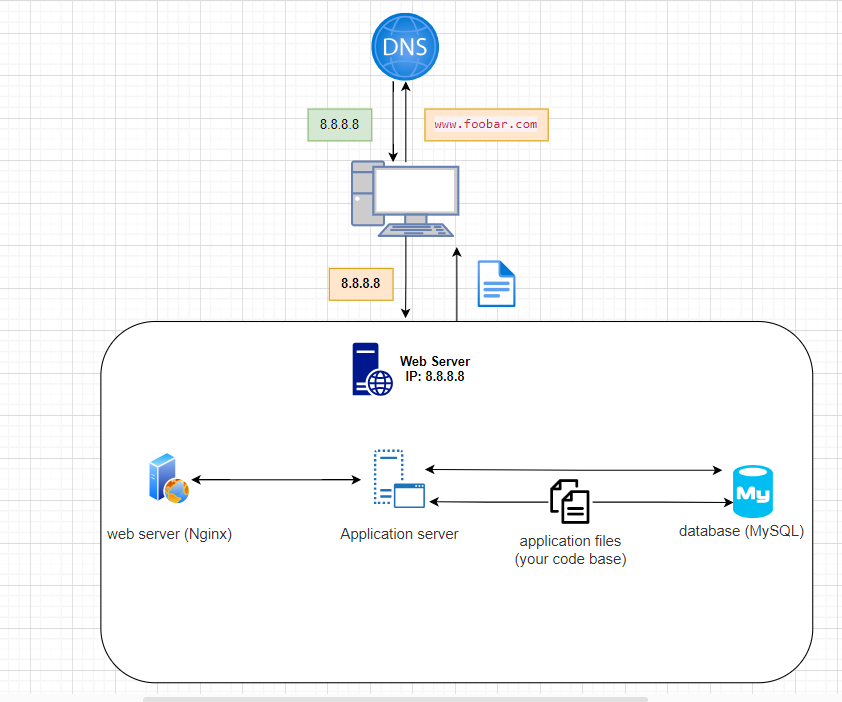 DNS
8.8.8.8
www.foobar.com
8.8.8.8
Web Server
IP: 8.8.8.8
web server (Nginx)
Application server
application files
(your code base)
My
database (MySQL)